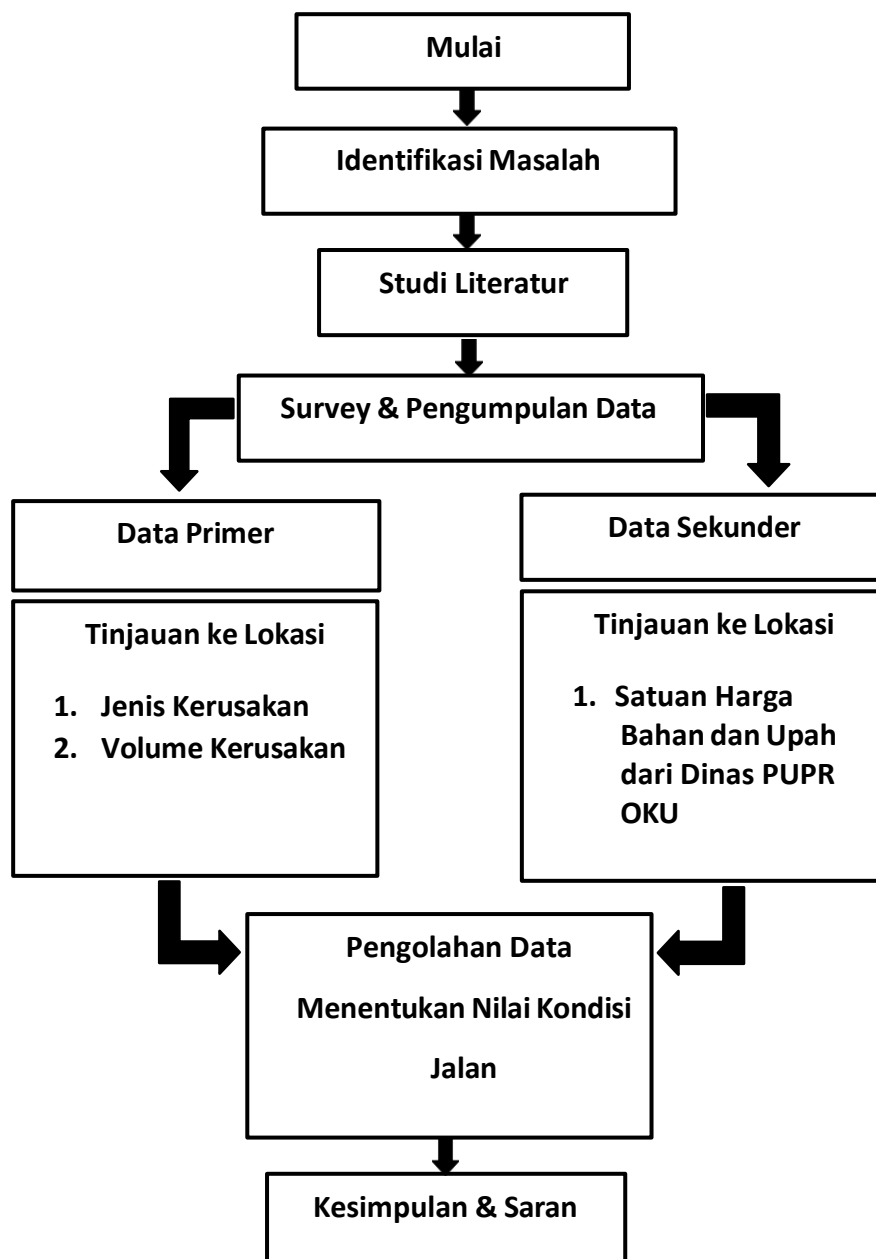 Mulai
Identifikasi Masalah
Studi Literatur
Survey & Pengumpulan Data
Data Primer
Tinjauan ke Lokasi
1. Jenis Kerusakan
2. Volume Kerusakan
Data Sekunder
Tinjauan ke Lokasi
1. Satuan Harga
Bahan dan Upah
dari Dinas PUPR
OKU
Pengolahan Data
Menentukan Nilai Kondisi
Jalan
Kesimpulan & Saran